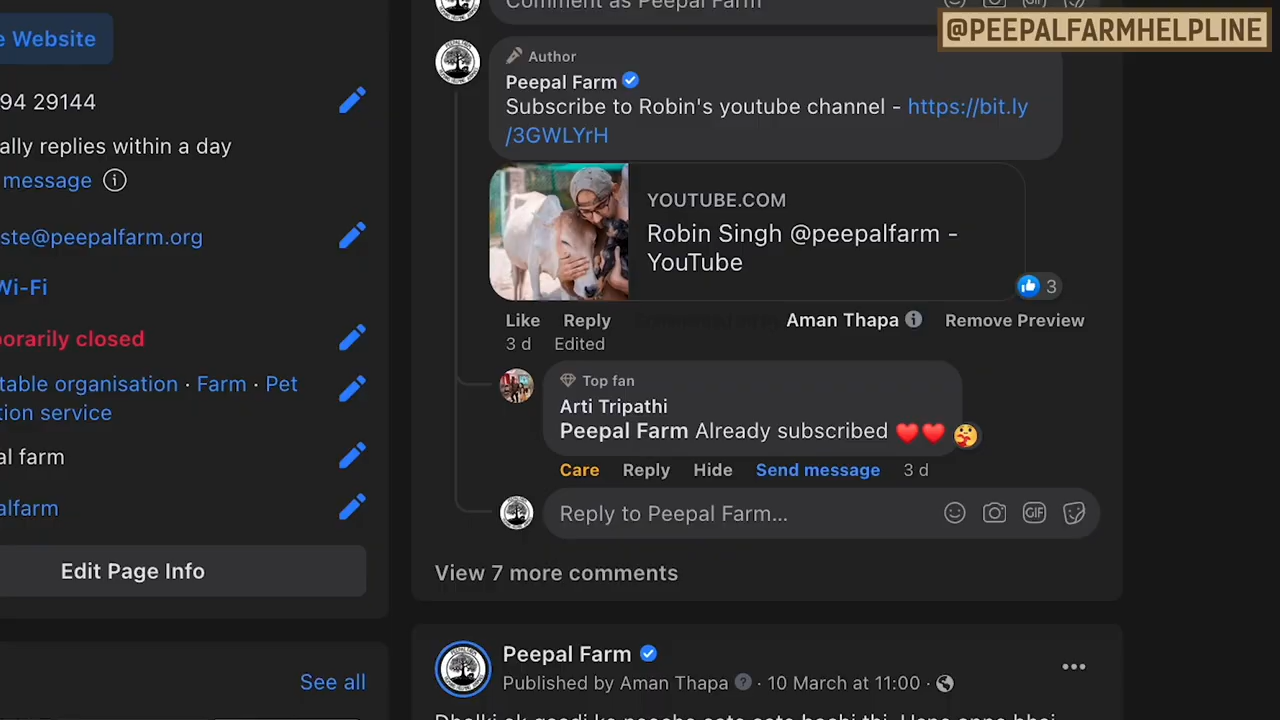 Comment as Peepal Farm
@PEEPALFARMHELPLINE
e Website
94 29144
ally replies within a day
message
ste@peepalfarm.org
Wi-Fi
porarily closed
table organisation · Farm · Pet
tion service
al farm
alfarm
Edit Page Info
See all
Author
Peepal Farm
Subscribe to Robin's youtube channel - https://bit.ly
/3GWLYrH
YOUTUBE.COM
Robin Singh @peepalfarm -
YouTube
3
Like Reply Commented on by Aman Thapa Remove Preview
3 d Edited
Top fan
Arti Tripathi
Peepal Farm Already subscribed ❤️❤️
Care Reply Hide Send message 3 d
Reply to Peepal Farm...
GIF
View 7 more comments
Peepal Farm
Published by Aman Thapa · 10 March at 11:00 ·